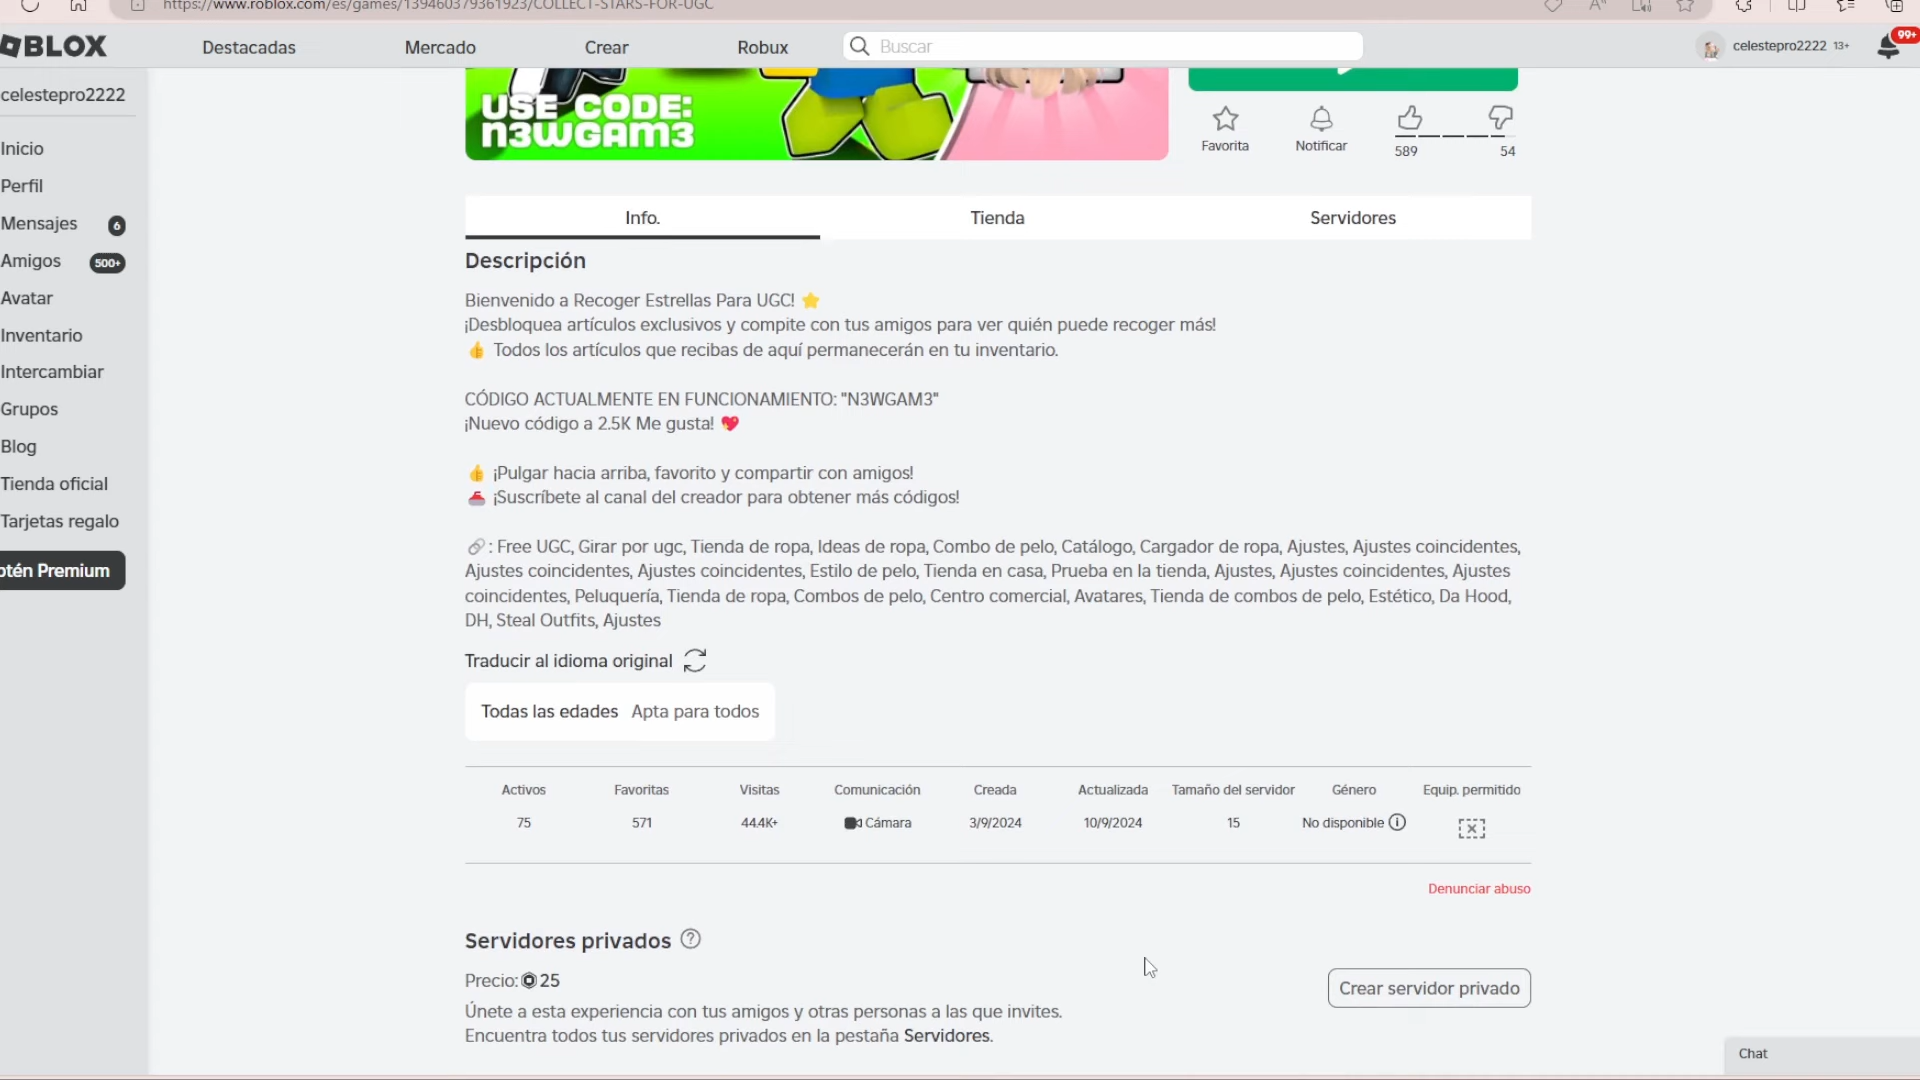 https://www.roblox.com/es/games/139460379361923/COLLECT-STARS-FOR-UGC
BLOX
Destacadas
Mercado
Crear
Robux
Buscar
celestepro2222 13+
99+
celestepro2222
Inicio
Perfil
Mensajes 6
Amigos 500+
Avatar
Inventario
Intercambiar
Grupos
Blog
Tienda oficial
Tarjetas regalo
btén Premium
USE CODE:
N3WGAM3
Favorita
Notificar
589
54
Info.
Tienda
Servidores
Descripción
Bienvenido a Recoger Estrellas Para UGC! ⭐
¡Desbloquea artículos exclusivos y compite con tus amigos para ver quién puede recoger más!
👍 Todos los artículos que recibas de aquí permanecerán en tu inventario.
CÓDIGO ACTUALMENTE EN FUNCIONAMIENTO: "N3WGAM3"
¡Nuevo código a 2.5K Me gusta! 💖
👍 ¡Pulgar hacia arriba, favorito y compartir con amigos!
¡Suscríbete al canal del creador para obtener más códigos!
🔗: Free UGC, Girar por ugc, Tienda de ropa, Ideas de ropa, Combo de pelo, Catálogo, Cargador de ropa, Ajustes, Ajustes coincidentes,
Ajustes coincidentes, Ajustes coincidentes, Estilo de pelo, Tienda en casa, Prueba en la tienda, Ajustes, Ajustes coincidentes, Ajustes
coincidentes, Peluquería, Tienda de ropa, Combos de pelo, Centro comercial, Avatares, Tienda de combos de pelo, Estético, Da Hood,
DH, Steal Outfits, Ajustes
Traducir al idioma original
Todas las edades Apta para todos
Activos
Favoritas
Visitas
Comunicación
Creada
Actualizada
Tamaño del servidor
Género
Equip. permitido
75
571
44.4K+
Cámara
3/9/2024
10/9/2024
15
No disponible
Denunciar abuso
Servidores privados
Precio: 25
Crear servidor privado
Únete a esta experiencia con tus amigos y otras personas a las que invites.
Encuentra todos tus servidores privados en la pestaña Servidores.
Chat